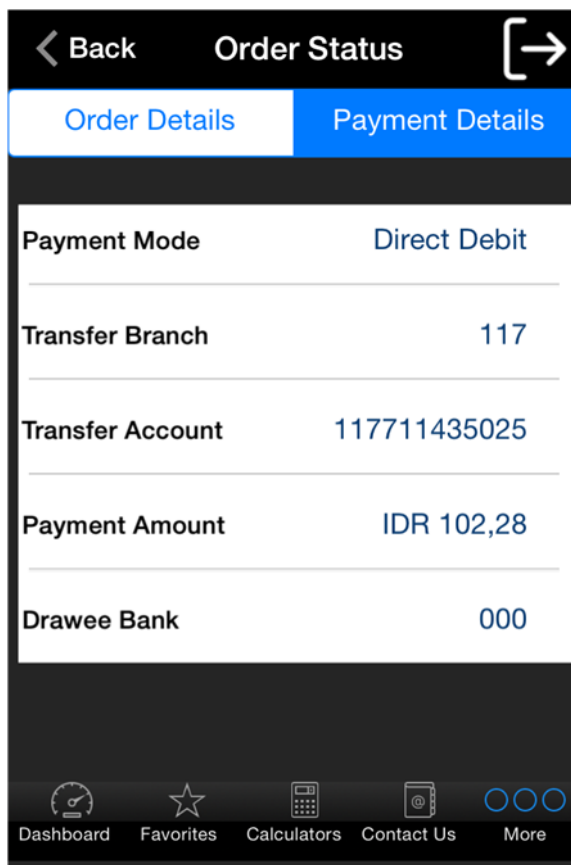 Back Order Status
Order Details Payment Details
Payment Mode Direct Debit
Transfer Branch 117
Transfer Account 117711435025
Payment Amount IDR 102,28
Drawee Bank 000
Dashboard Favorites Calculators Contact Us More